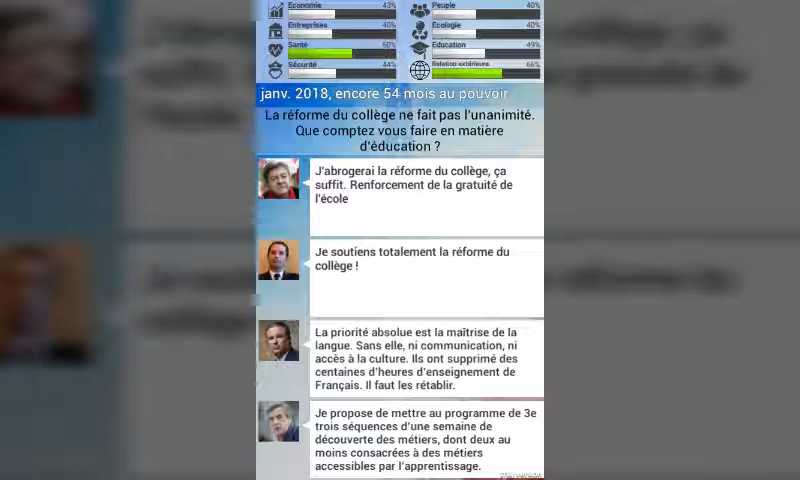 Economie 43% Peuple 40%
Entreprises 40% Ecologie 40%
Santé 60% Education 49%
Sécurité 44% Relation extérieure 66%
janv. 2018, encore 54 mois au pouvoir
La réforme du collège ne fait pas l'unanimité.
Que comptez vous faire en matière
d'éducation ?
J'abrogerai la réforme du collège, ça
suffit. Renforcement de la gratuité de
l'école
Je soutiens totalement la réforme du
collège !
La priorité absolue est la maîtrise de la
langue. Sans elle, ni communication, ni
accès à la culture. Ils ont supprimé des
centaines d'heures d'enseignement de
Français. Il faut les rétablir.
Je propose de mettre au programme de 3e
trois séquences d'une semaine de
découverte des métiers, dont deux au
moins consacrées à des métiers
accessibles par l'apprentissage.